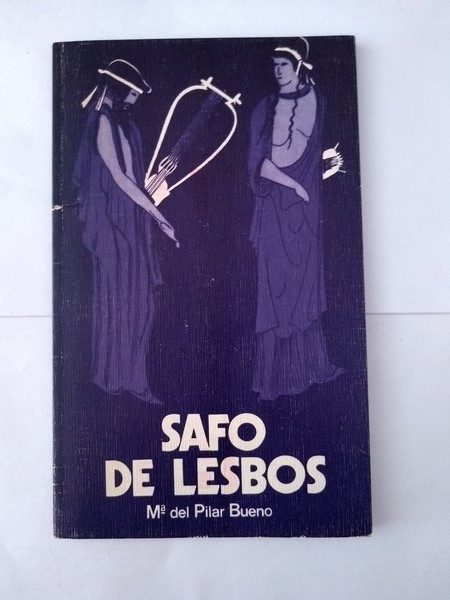 SAFO
DE LESBOS
Mª del Pilar Bueno